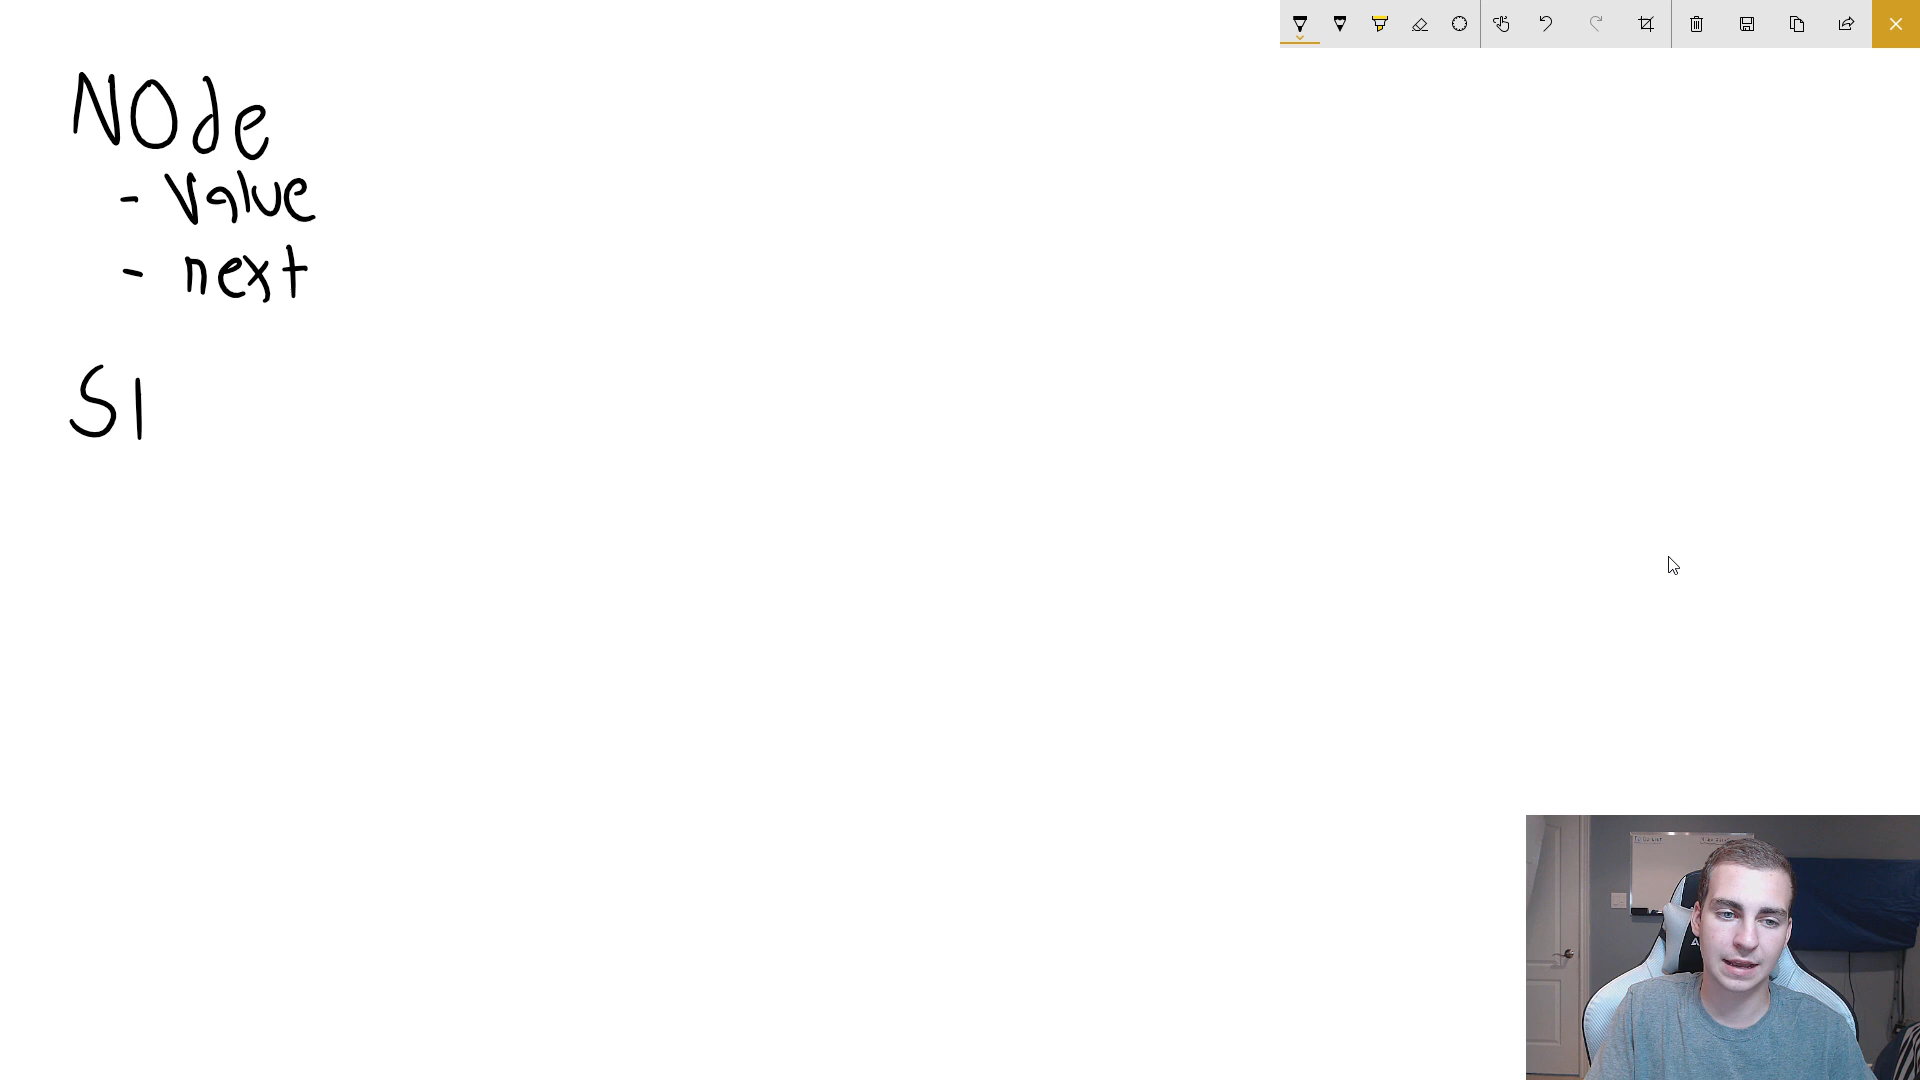 NOde
- Value
- next
Sl